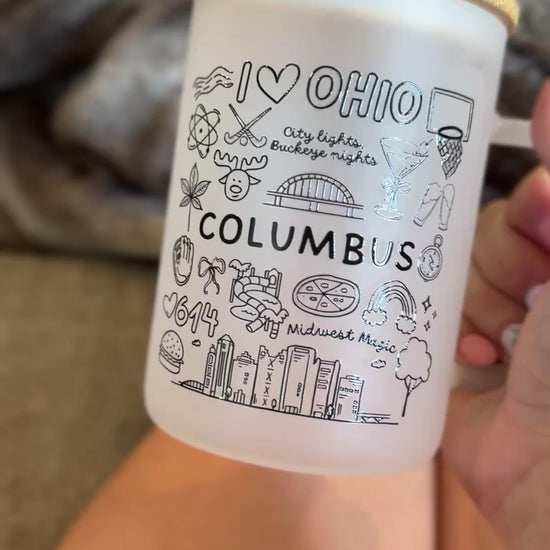 I ♡ OHIO
City lights,
Buckeye nights
COLUMBUS
♡614
Midwest Magic